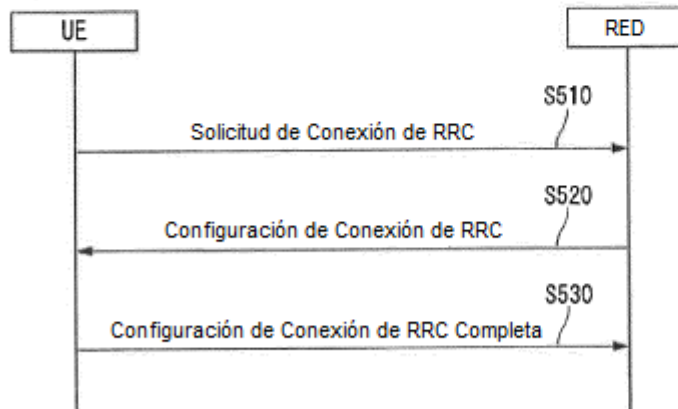 UE
RED
S510
Solicitud de Conexión de RRC
S520
Configuración de Conexión de RRC
S530
Configuración de Conexión de RRC Completa